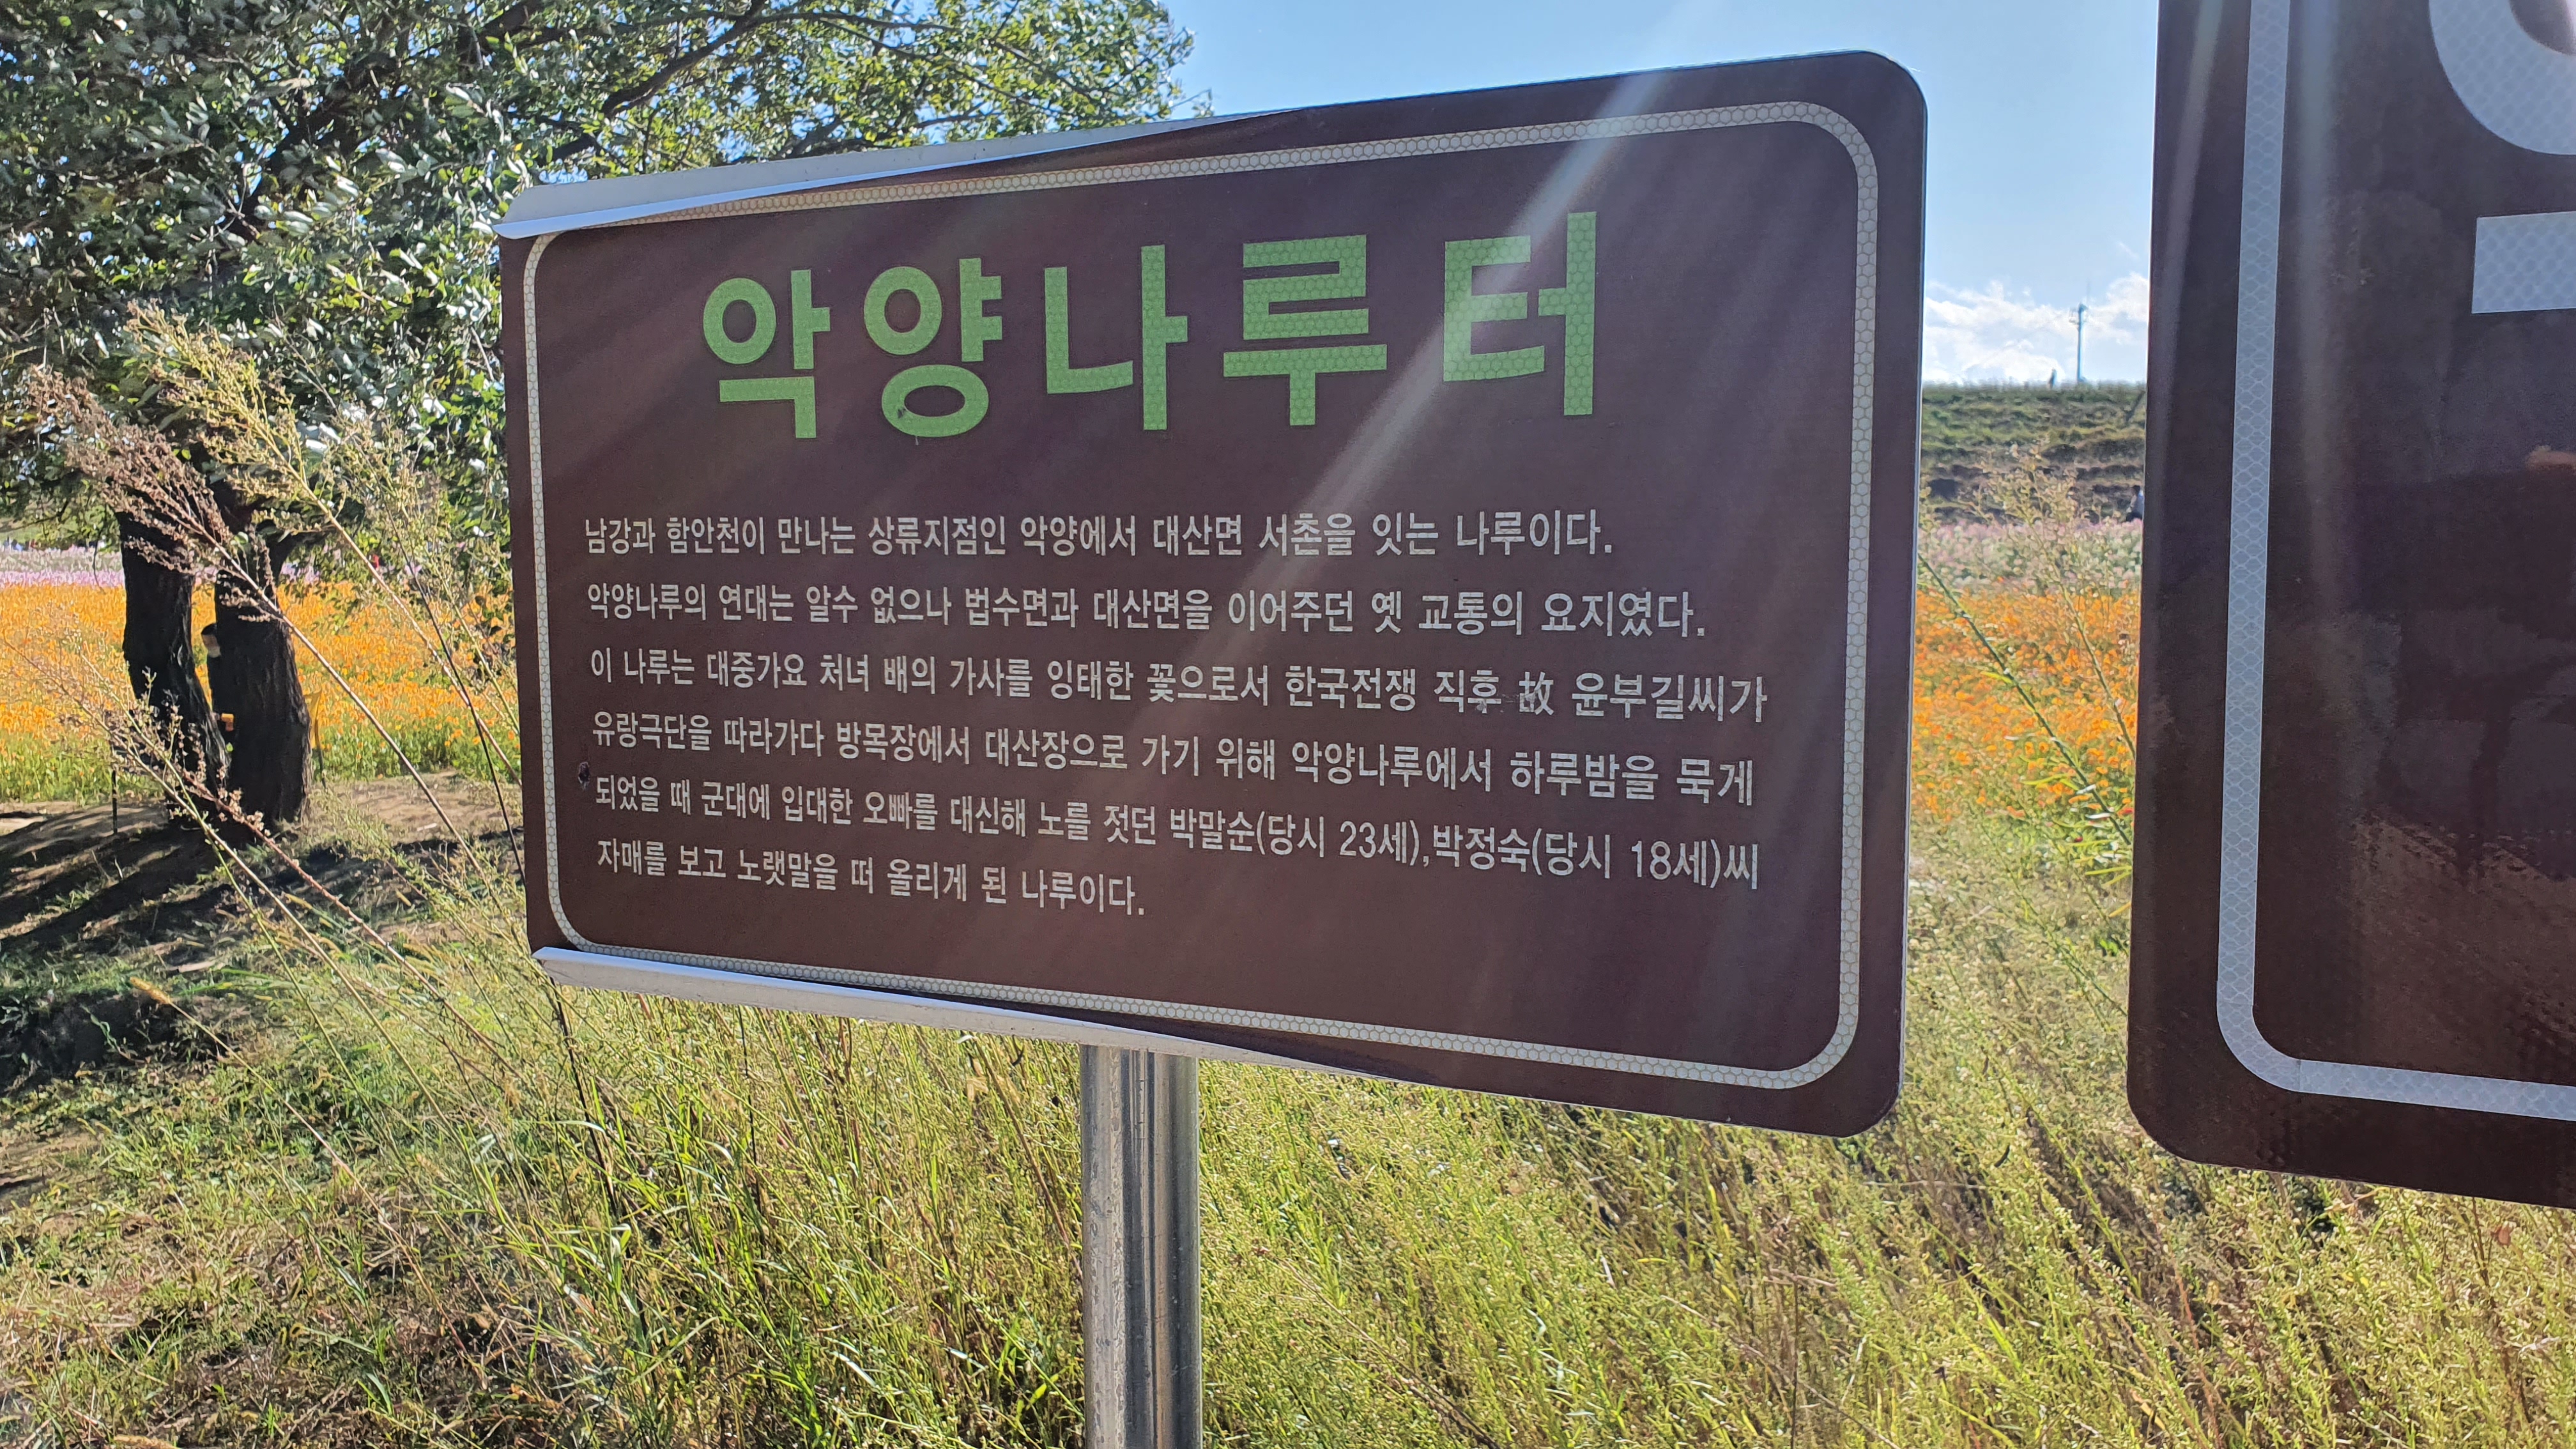 악양나루터
남강과 함안천이 만나는 상류지점인 악양에서 대산면 서촌을 잇는 나루이다.
악양나루의 연대는 알수 없으나 법수면과 대산면을 이어주던 옛 교통의 요지였다.
이 나루는 대중가요 처녀 배의 가사를 잉태한 꽃으로서 한국전쟁 직후 故 윤부길씨가
유랑극단을 따라가다 방목장에서 대산장으로 가기 위해 악양나루에서 하루밤을 묵게
되었을 때 군대에 입대한 오빠를 대신해 노를 젓던 박말순(당시 23세),박정숙(당시 18세)씨
자매를 보고 노랫말을 떠 올리게 된 나루이다.